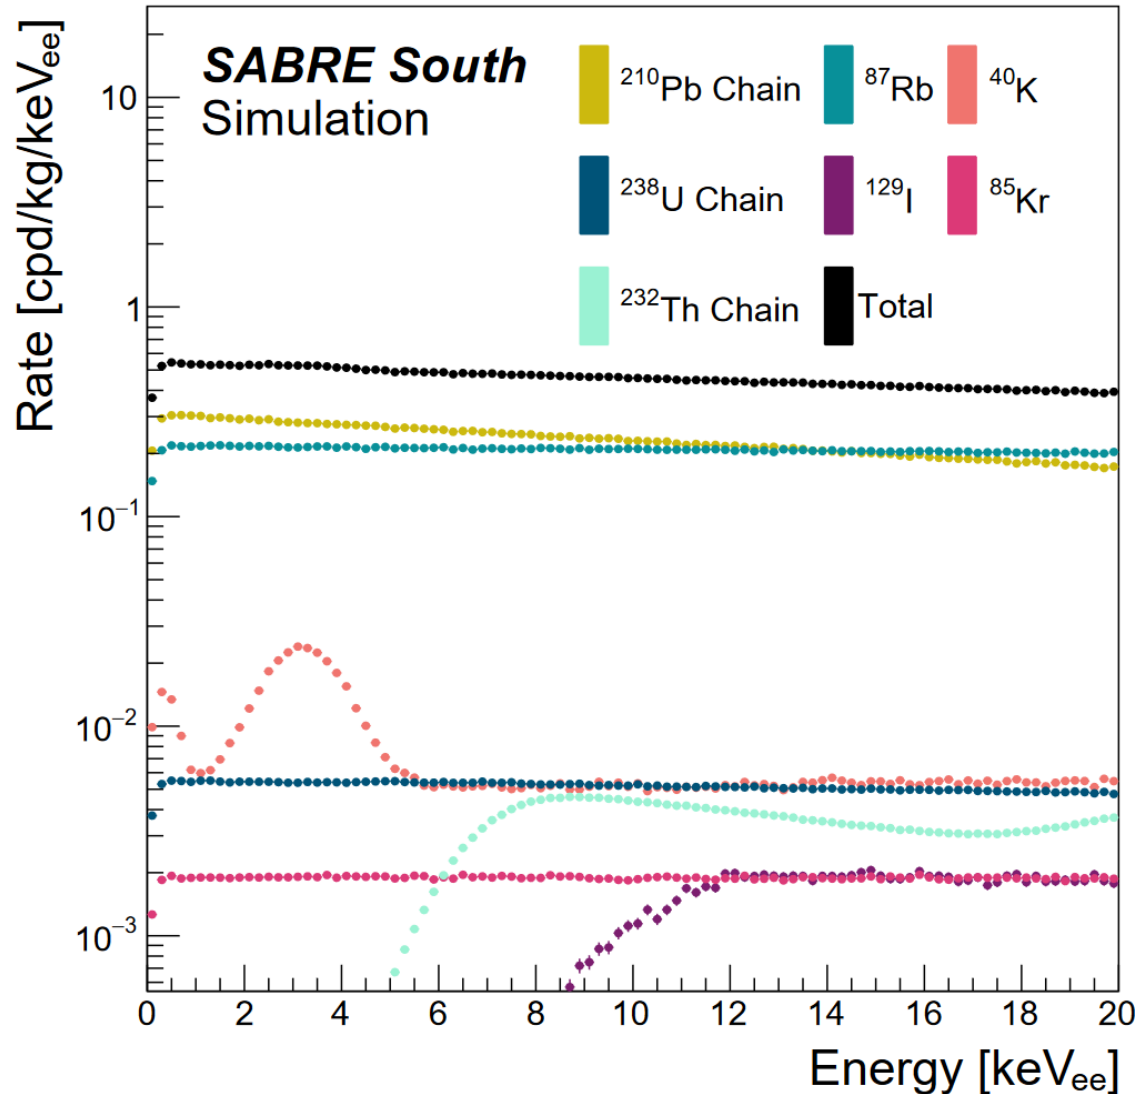 Rate [cpd/kg/keVₑₑ]
SABRE South
Simulation
²¹⁰Pb Chain
⁸⁷Rb
⁴⁰K
²³⁸U Chain
¹²⁹I
⁸⁵Kr
²³²Th Chain
Total
10
1
10⁻¹
10⁻²
10⁻³
0 2 4 6 8 10 12 14 16 18 20
Energy [keVₑₑ]